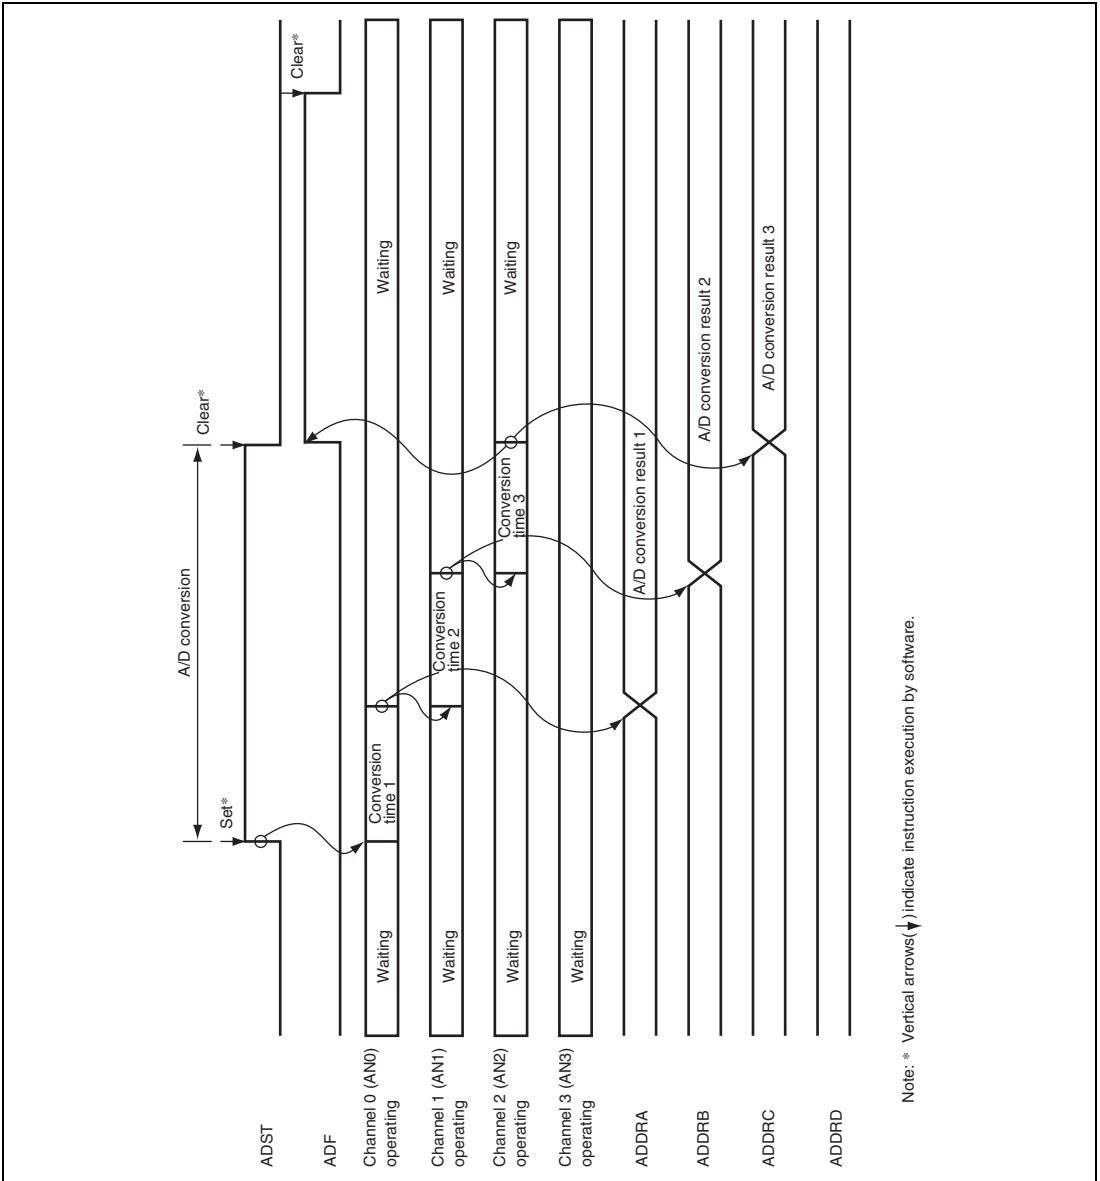 A/D conversion
Set*
Clear*
Clear*
ADST
ADF
Channel 0 (AN0)
operating
Waiting
Conversion
time 1
Waiting
Channel 1 (AN1)
operating
Waiting
Conversion
time 2
Waiting
Channel 2 (AN2)
operating
Waiting
Conversion
time 3
Waiting
Channel 3 (AN3)
operating
Waiting
ADDRA
A/D conversion result 1
ADDRB
A/D conversion result 2
ADDRC
A/D conversion result 3
ADDRD
Note: * Vertical arrows(↓)indicate instruction execution by software.